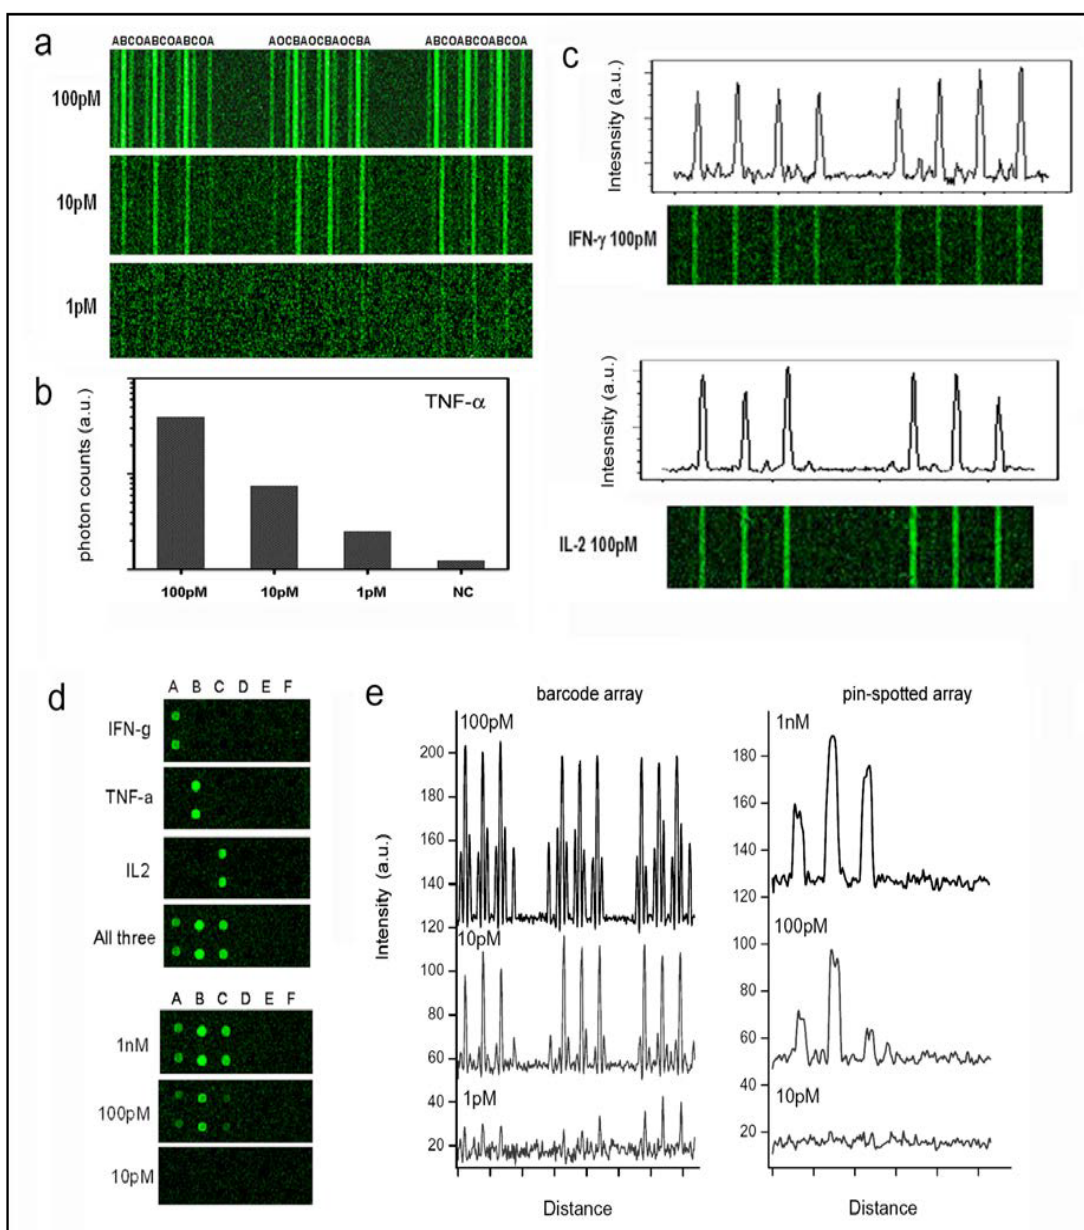 a
ABCOABCOABCOA AOCBAOCBAOCBA ABCOABCOABCOA
100pM
10pM
1pM
b
TNF-α
photon counts (a.u.)
100pM 10pM 1pM NC
c
Intesnsity (a.u.)
IFN-γ 100pM
Intesnsity (a.u.)
IL-2 100pM
d
A B C D E F
IFN-g
TNF-a
IL2
All three
A B C D E F
1nM
100pM
10pM
e
barcode array
100pM
200
180
160
140
120
10pM
100
80
60
1pM
40
20
Intensity (a.u.)
Distance
pin-spotted array
1nM
180
160
140
120
100pM
100
80
60
40
10pM
20
Distance